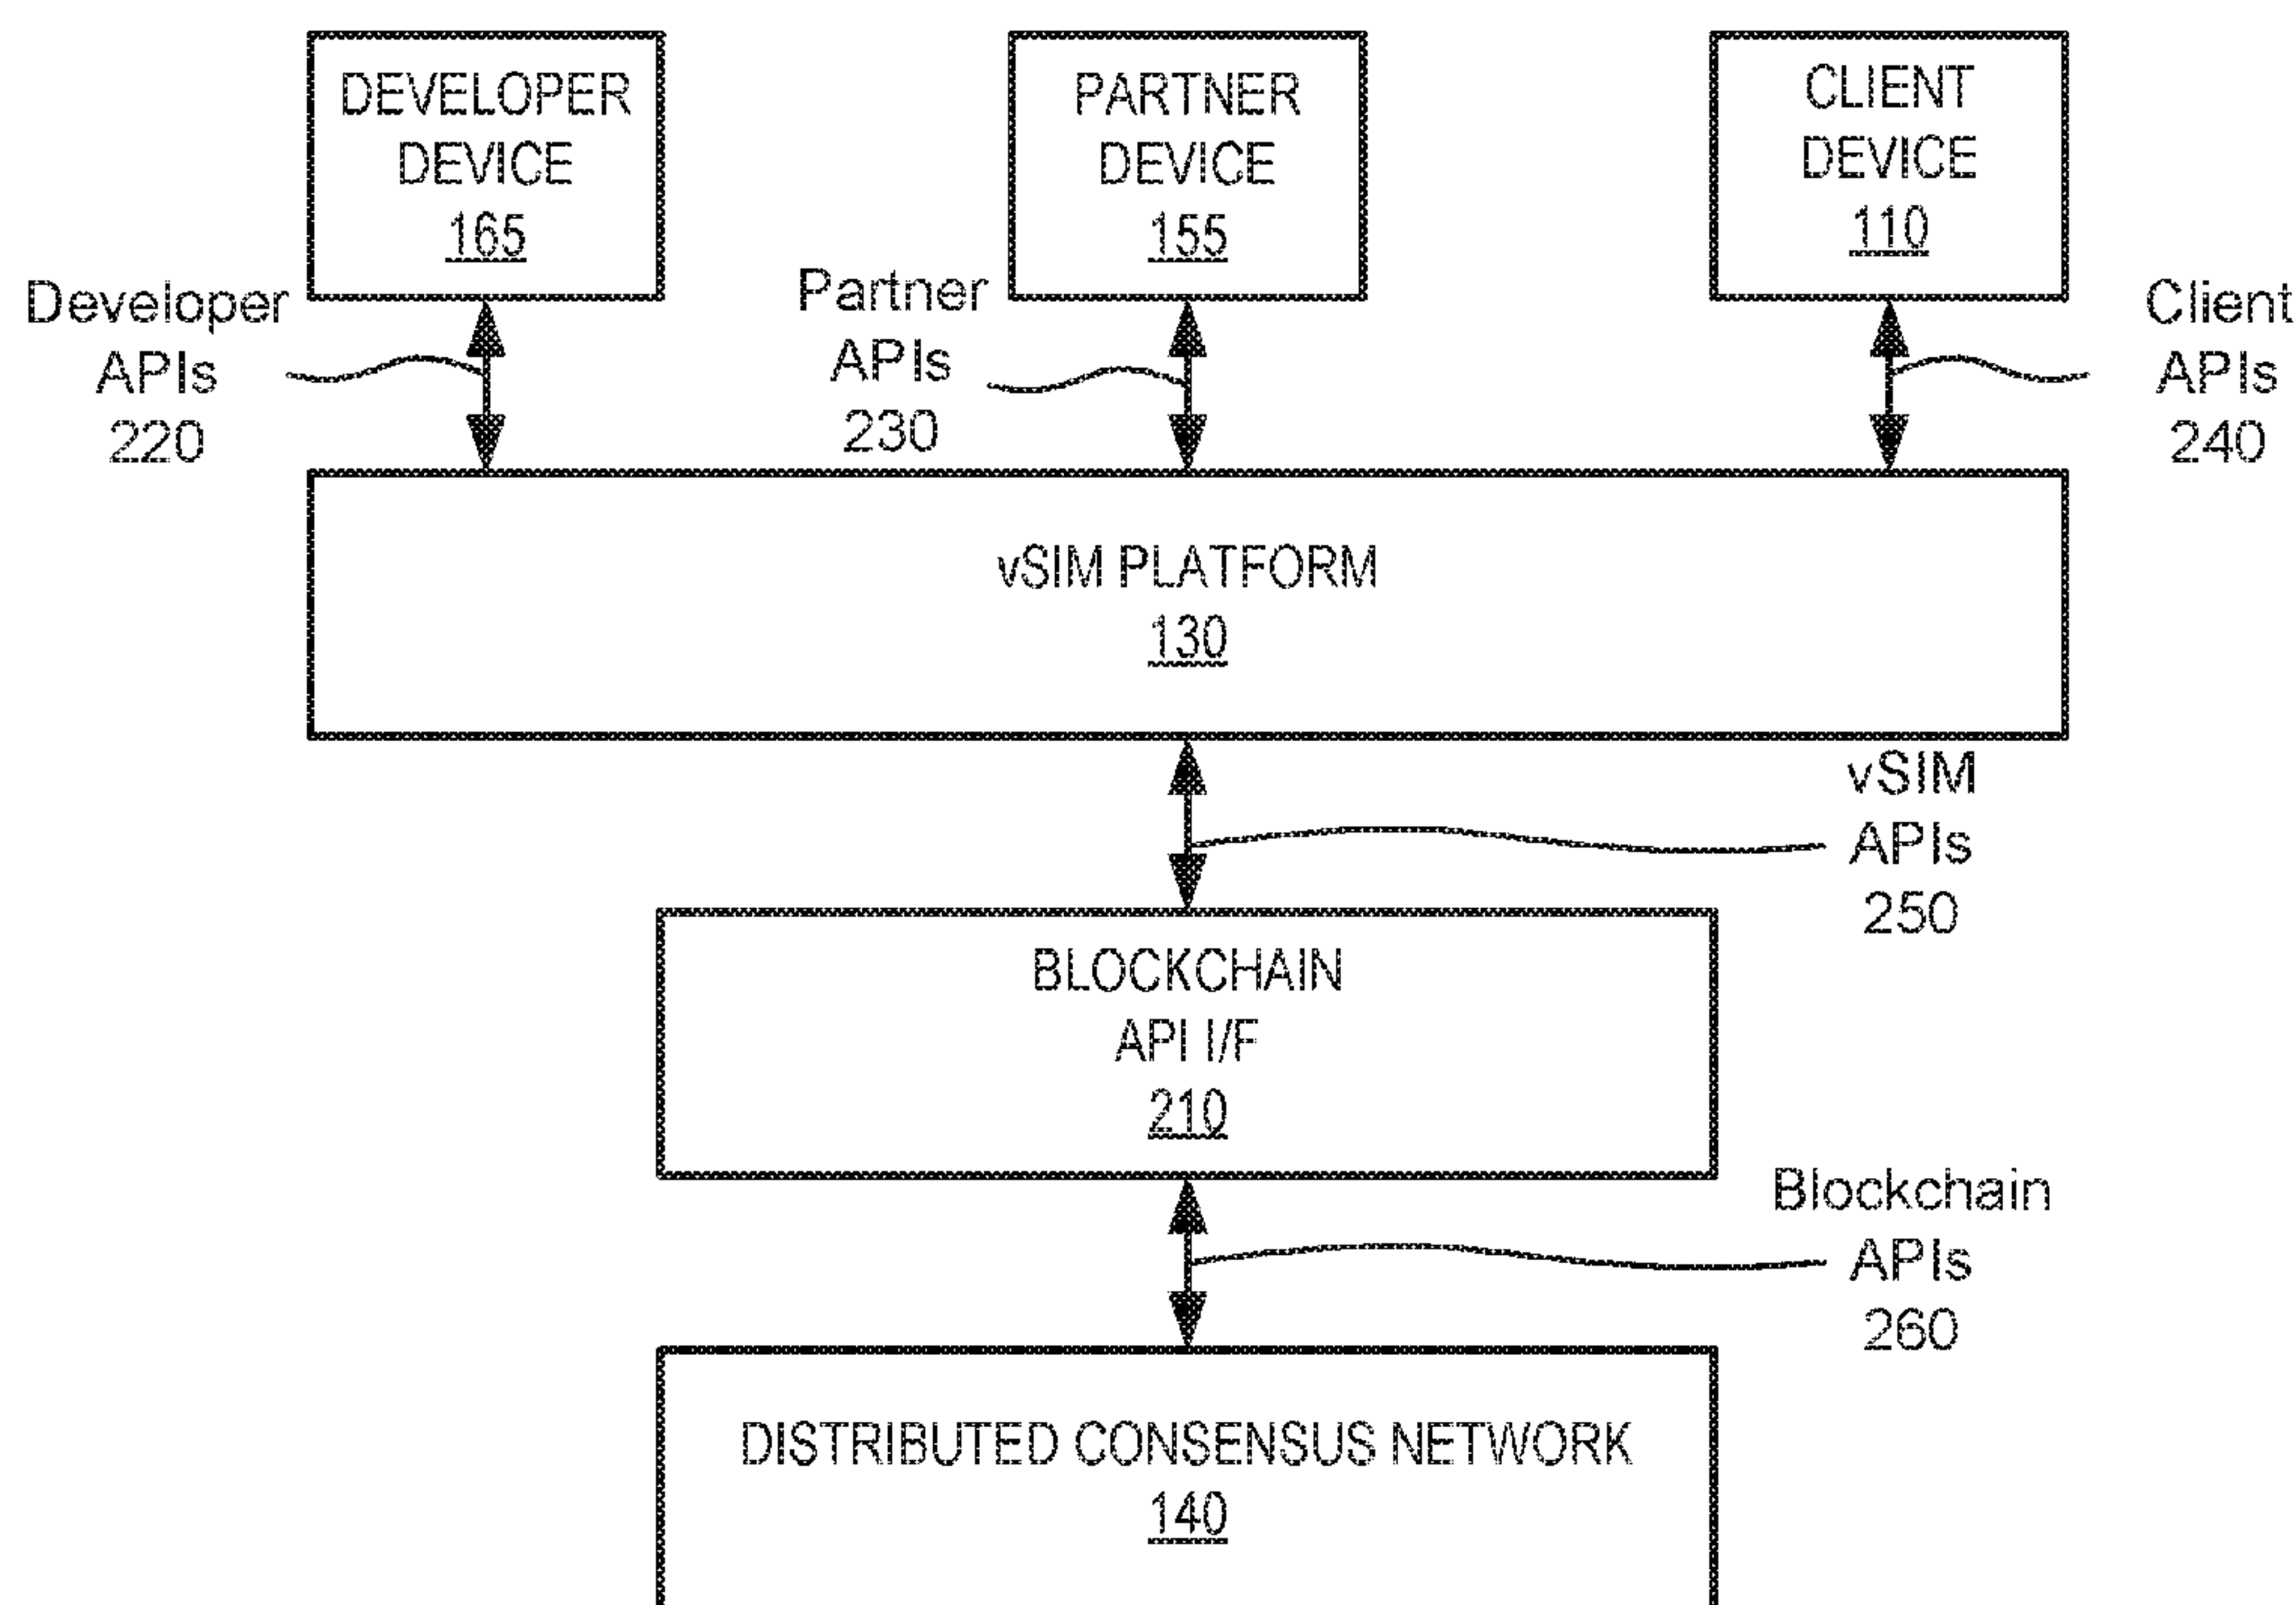 DEVELOPER
DEVICE
165
PARTNER
DEVICE
155
CLIENT
DEVICE
110
Developer
APIs
220
Partner
APIs
230
Client
APIs
240
vSIM PLATFORM
130
vSIM
APIs
250
BLOCKCHAIN
API I/F
210
Blockchain
APIs
260
DISTRIBUTED CONSENSUS NETWORK
140